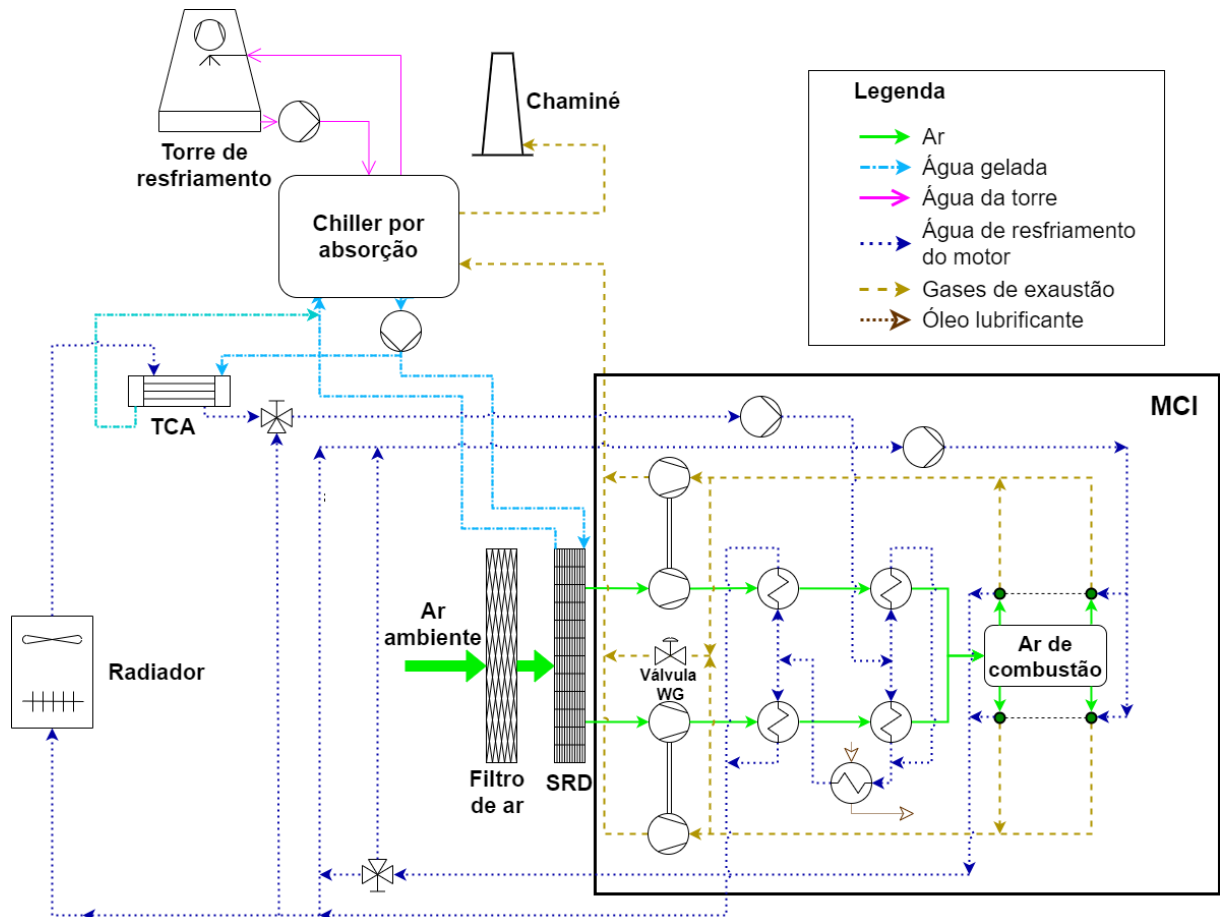 Torre de
resfriamento
Chaminé
Chiller por
absorção
Legenda
Ar
Água gelada
Água da torre
Água de resfriamento
do motor
Gases de exaustão
Óleo lubrificante
TCA
MCI
Ar
ambiente
Radiador
Válvula
WG
Ar de
combustão
Filtro
de ar
SRD